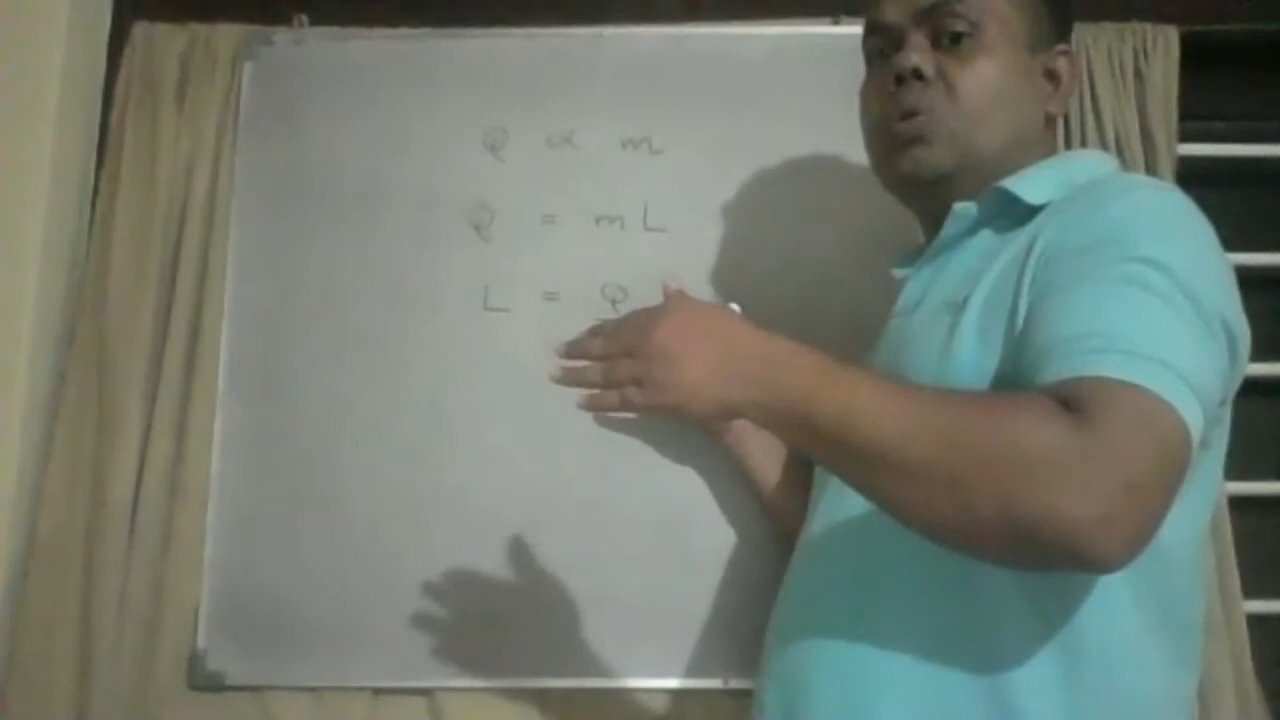 Q ∝ m
Q = mL
L = Q